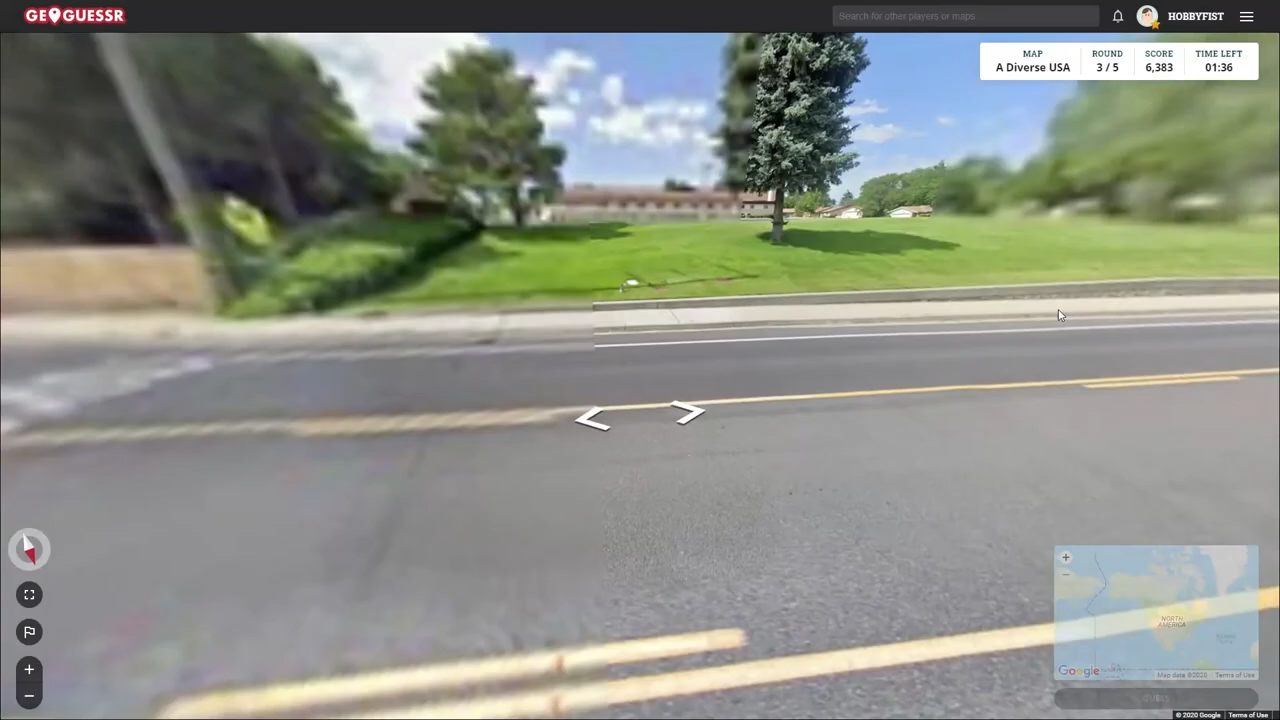 GEOGUESSR
Search for other players or maps
HOBBYFIST
MAP
A Diverse USA
ROUND
3 / 5
SCORE
6,383
TIME LEFT
01:36
NORTH
AMERICA
Google
Map data ©2020
Terms of Use
GUESS
© 2020 Google
Terms of Use